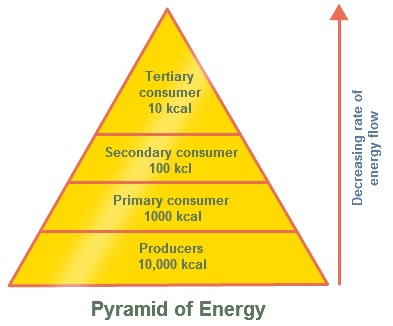 Tertiary
consumer
10 kcal
Secondary consumer
100 kcl
Primary consumer
1000 kcal
Producers
10,000 kcal
Decreasing rate of
energy flow
Pyramid of Energy